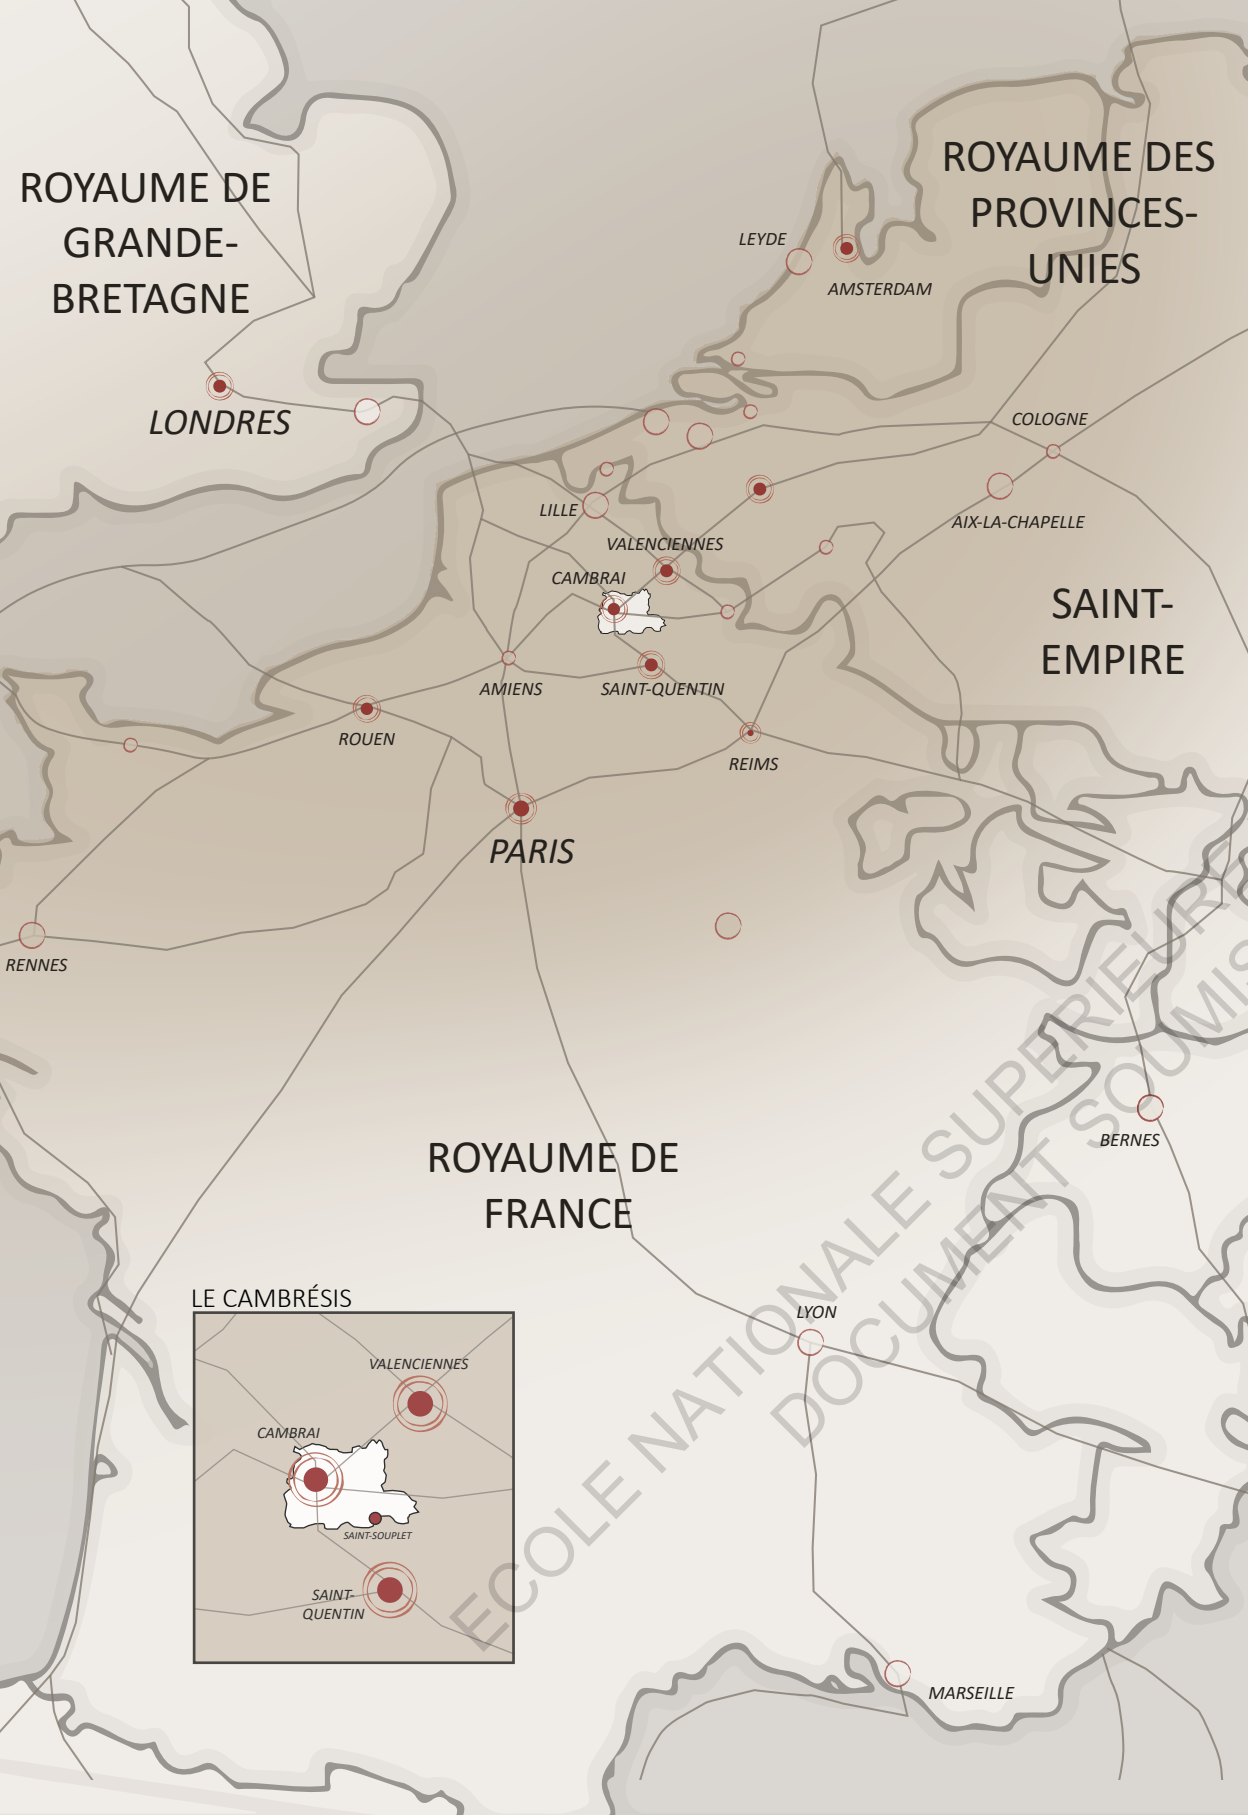 ROYAUME DE
GRANDE-
BRETAGNE
ROYAUME DES
PROVINCES-
UNIES
LEYDE
AMSTERDAM
LONDRES
COLOGNE
LILLE
AIX-LA-CHAPELLE
VALENCIENNES
CAMBRAI
SAINT-
EMPIRE
AMIENS
SAINT-QUENTIN
ROUEN
REIMS
PARIS
RENNES
BERNES
ROYAUME DE
FRANCE
LE CAMBRÉSIS
LYON
VALENCIENNES
CAMBRAI
SAINT-SOUPLET
SAINT-
QUENTIN
MARSEILLE
ECOLE NATIONALE SUPERIEURE
DOCUMENT SOUMIS